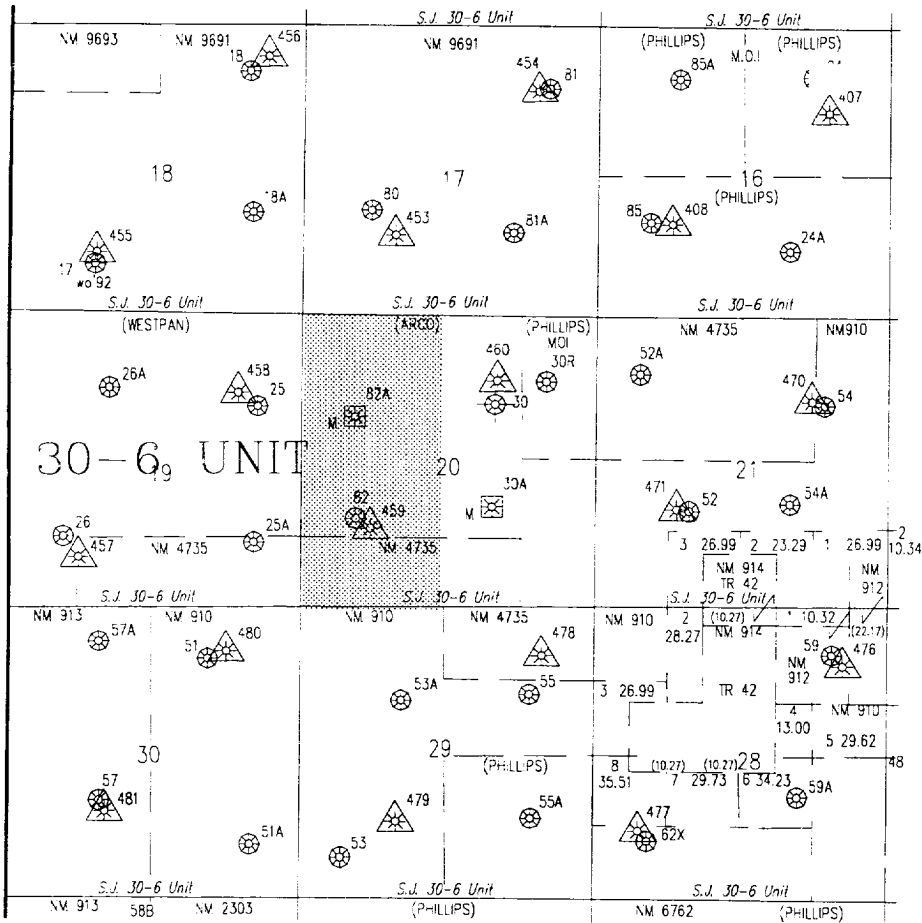 S.J. 30-6 Unit
S.J. 30-6 Unit
NM 9693
NM 9691
456
18
NM 9691
454
81
(PHILLIPS)
(PHILLIPS)
M.O.I
85A
407
18
17
16
(PHILLIPS)
18A
80
453
81A
85
408
24A
455
17
wo'92
S.J. 30-6 Unit
S.J. 30-6 Unit
(WESTPAN)
(ARCO)
(PHILLIPS)
MOI
NM 4735
NM910
26A
458
25
82A
M
460
30R
30
52A
470
54
30-6 UNIT
19
20
21
82
459
30A
M
471
52
54A
26
457
25A
NM 4735
NM 4735
3 26.99 2 23.29 1 26.99
2
10.34
NM 914
TR 42
NM
912
S.J. 30-6 Unit
S.J. 30-6 Unit
S.J. 30-6 Unit
NM 913
NM 910
NM 910
NM 4735
NM 910
2
28.27
(10.27)
NM 914
1 10.32
(22.17)
57A
51
480
478
59
476
NM
912
53A
55
3 26.99
TR 42
4
13.00
NM 910
5 29.62
48
30
29
28
(PHILLIPS)
8
35.51
(10.27)
(10.27)
7 29.73
6 34.23
57
481
479
55A
59A
477
62X
51A
53
S.J. 30-6 Unit
S.J. 30-6 Unit
S.J. 30-6 Unit
NM 913
58B
NM 2303
(PHILLIPS)
NM 6762
(PHILLIPS)